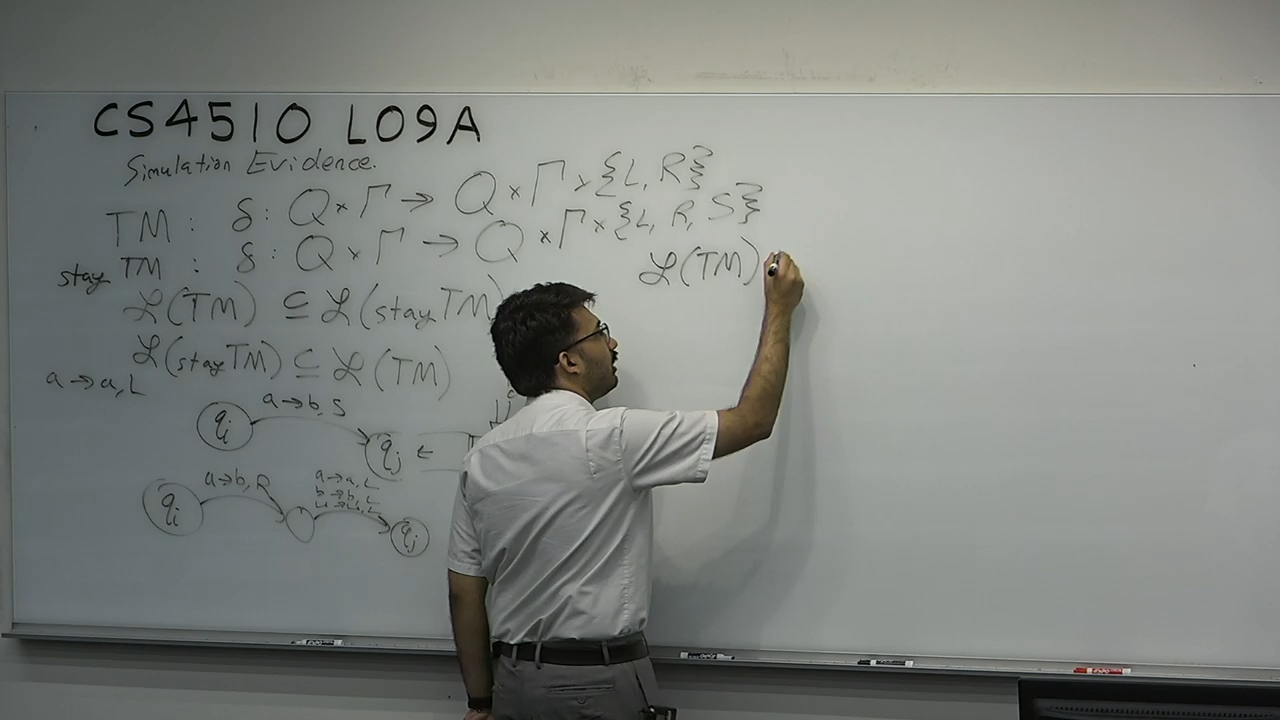 CS4510 L09A
Simulation Evidence.
TM : δ: Q × Γ → Q × Γ × {L, R}
stay TM : δ: Q × Γ → Q × Γ × {L, R, S}
ℒ(TM) ⊆ ℒ(stay TM)
ℒ(TM)
ℒ(stay TM) ⊆ ℒ(TM)
a → a, L
a → b, S
qi
qj ←
a → b, R
a → a, L
b → b, L
⊔ → ⊔, L
qi
qj